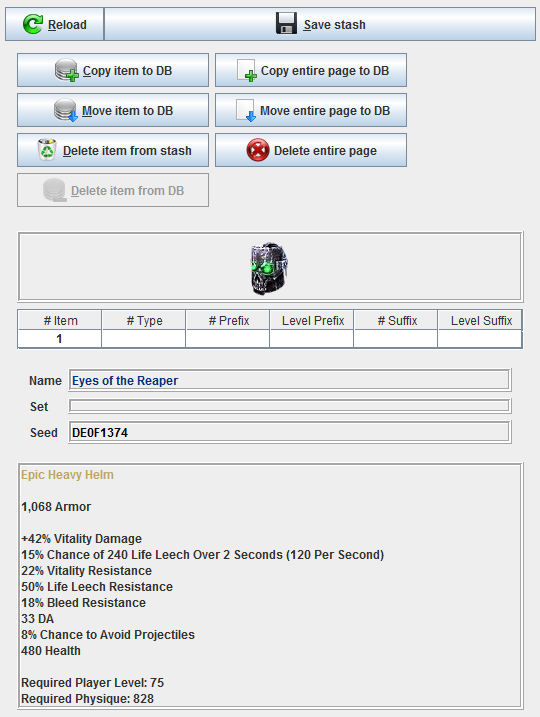 Reload Save stash
Copy item to DB Copy entire page to DB
Move item to DB Move entire page to DB
Delete item from stash Delete entire page
Delete item from DB
# Item # Type # Prefix Level Prefix # Suffix Level Suffix
1
Name Eyes of the Reaper
Set
Seed DE0F1374
Epic Heavy Helm
1,068 Armor
+42% Vitality Damage
15% Chance of 240 Life Leech Over 2 Seconds (120 Per Second)
22% Vitality Resistance
50% Life Leech Resistance
18% Bleed Resistance
33 DA
8% Chance to Avoid Projectiles
480 Health
Required Player Level: 75
Required Physique: 828